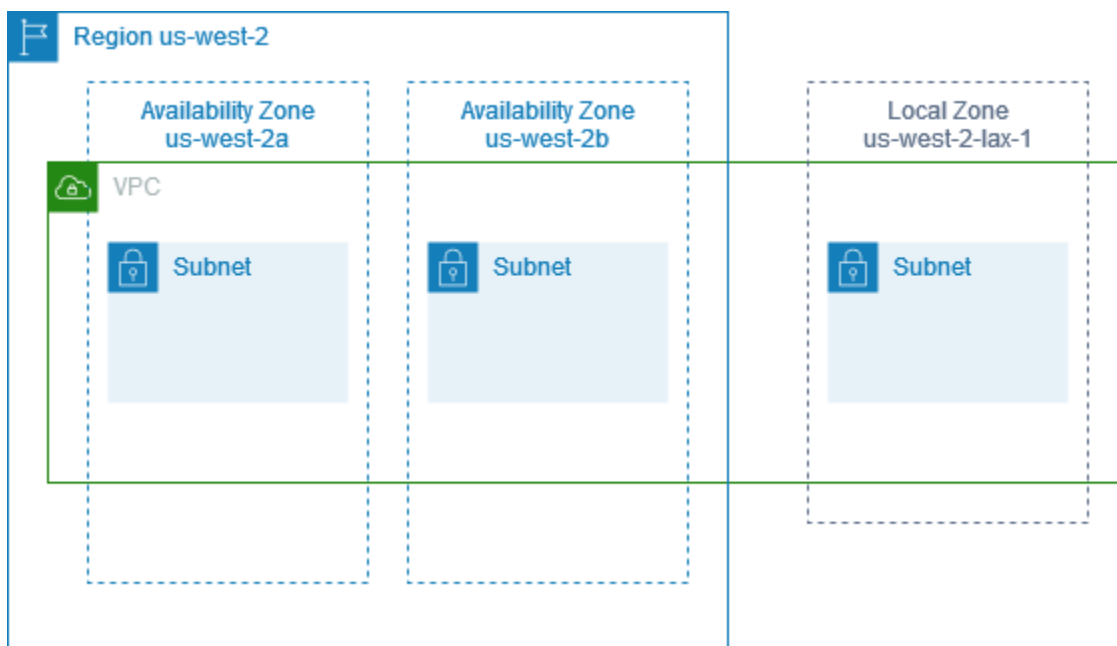 Region us-west-2
Availability Zone
us-west-2a
Availability Zone
us-west-2b
Local Zone
us-west-2-lax-1
VPC
Subnet
Subnet
Subnet